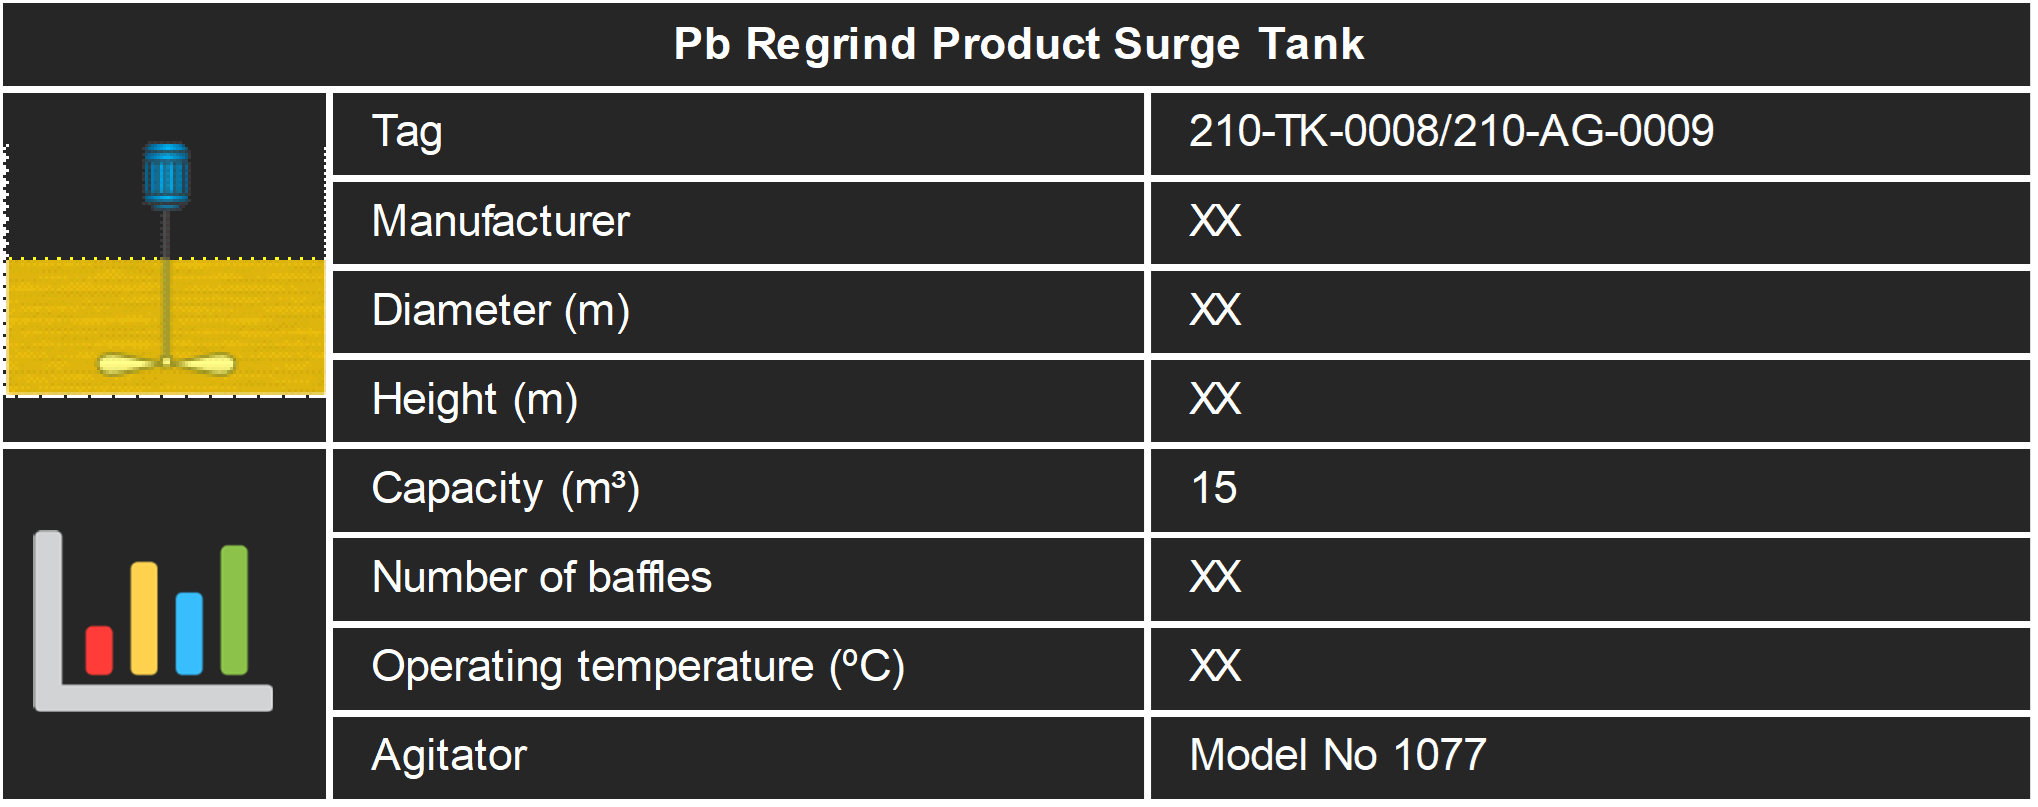 Pb Regrind Product Surge Tank
Tag 210-TK-0008/210-AG-0009
Manufacturer XX
Diameter (m) XX
Height (m) XX
Capacity (m³) 15
Number of baffles XX
Operating temperature (ºC) XX
Agitator Model No 1077